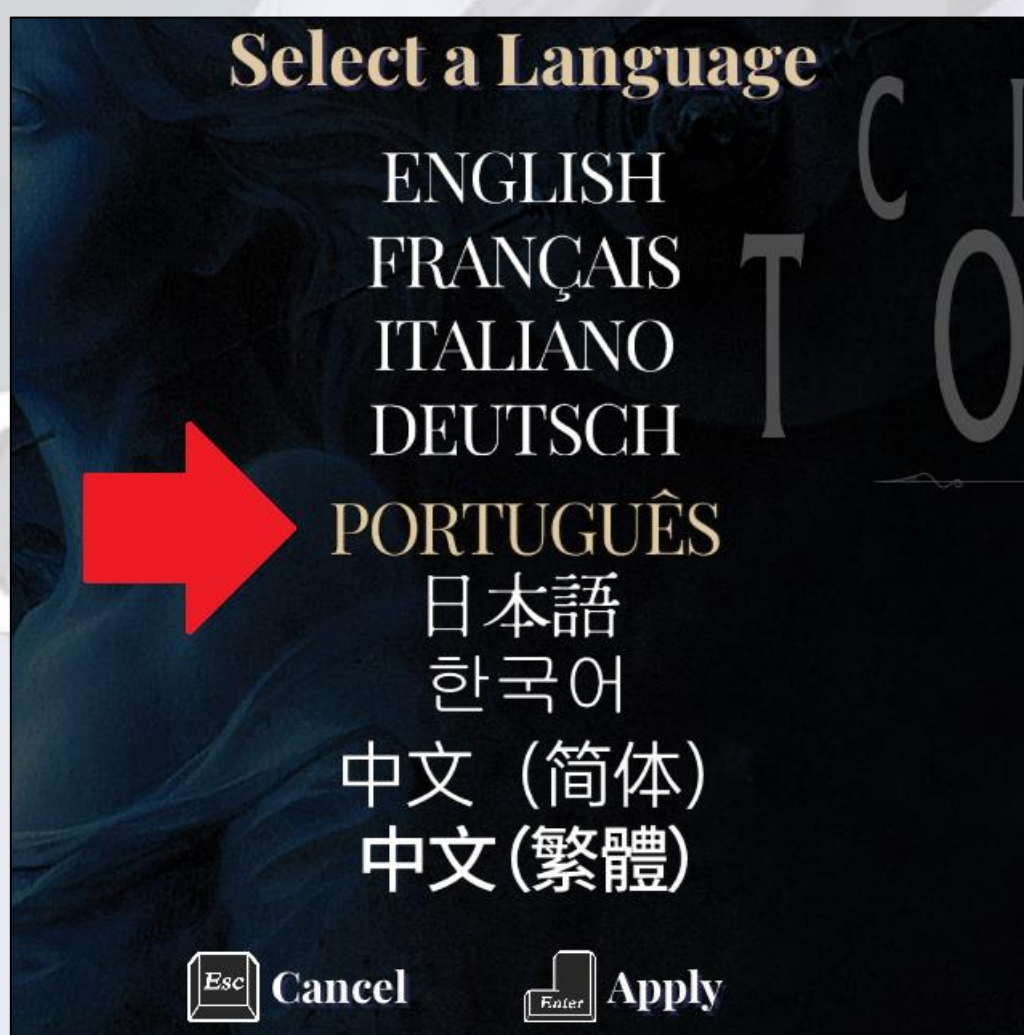 Select a Language
ENGLISH
FRANÇAIS
ITALIANO
DEUTSCH
PORTUGUÊS
日本語
한국어
中文（简体）
中文(繁體)
Esc Cancel Enter Apply
C
T O